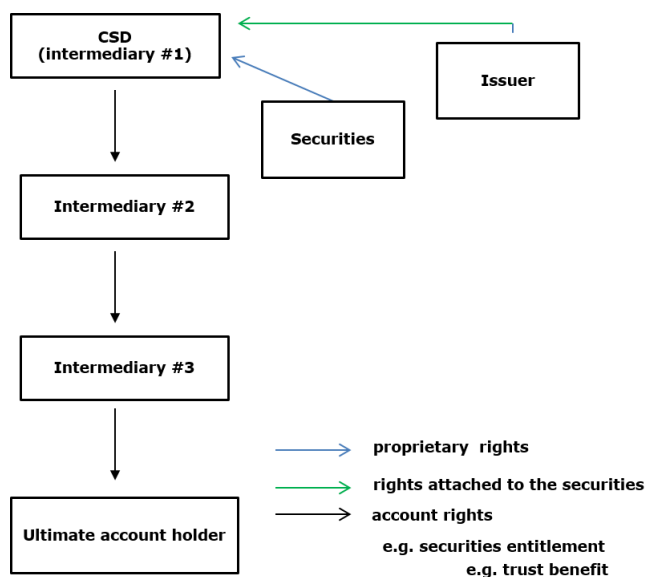 CSD
(intermediary #1)
Issuer
Securities
Intermediary #2
Intermediary #3
Ultimate account holder
proprietary rights
rights attached to the securities
account rights
e.g. securities entitlement
e.g. trust benefit